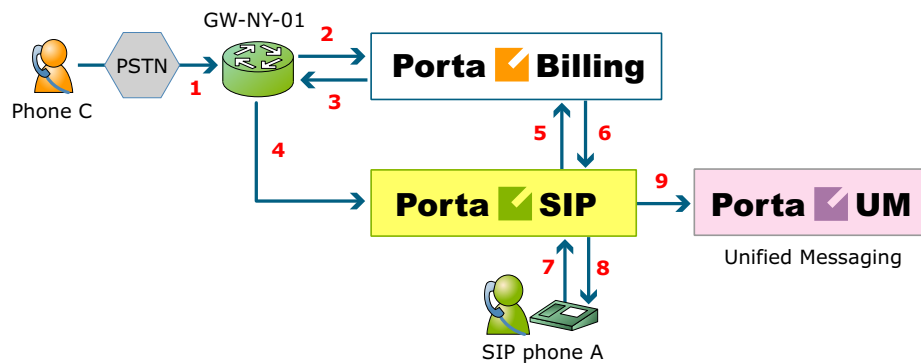 GW-NY-01
PSTN
Phone C
1
2
3
Porta Billing
4
5
6
Porta SIP
9
Porta UM
Unified Messaging
7
8
SIP phone A